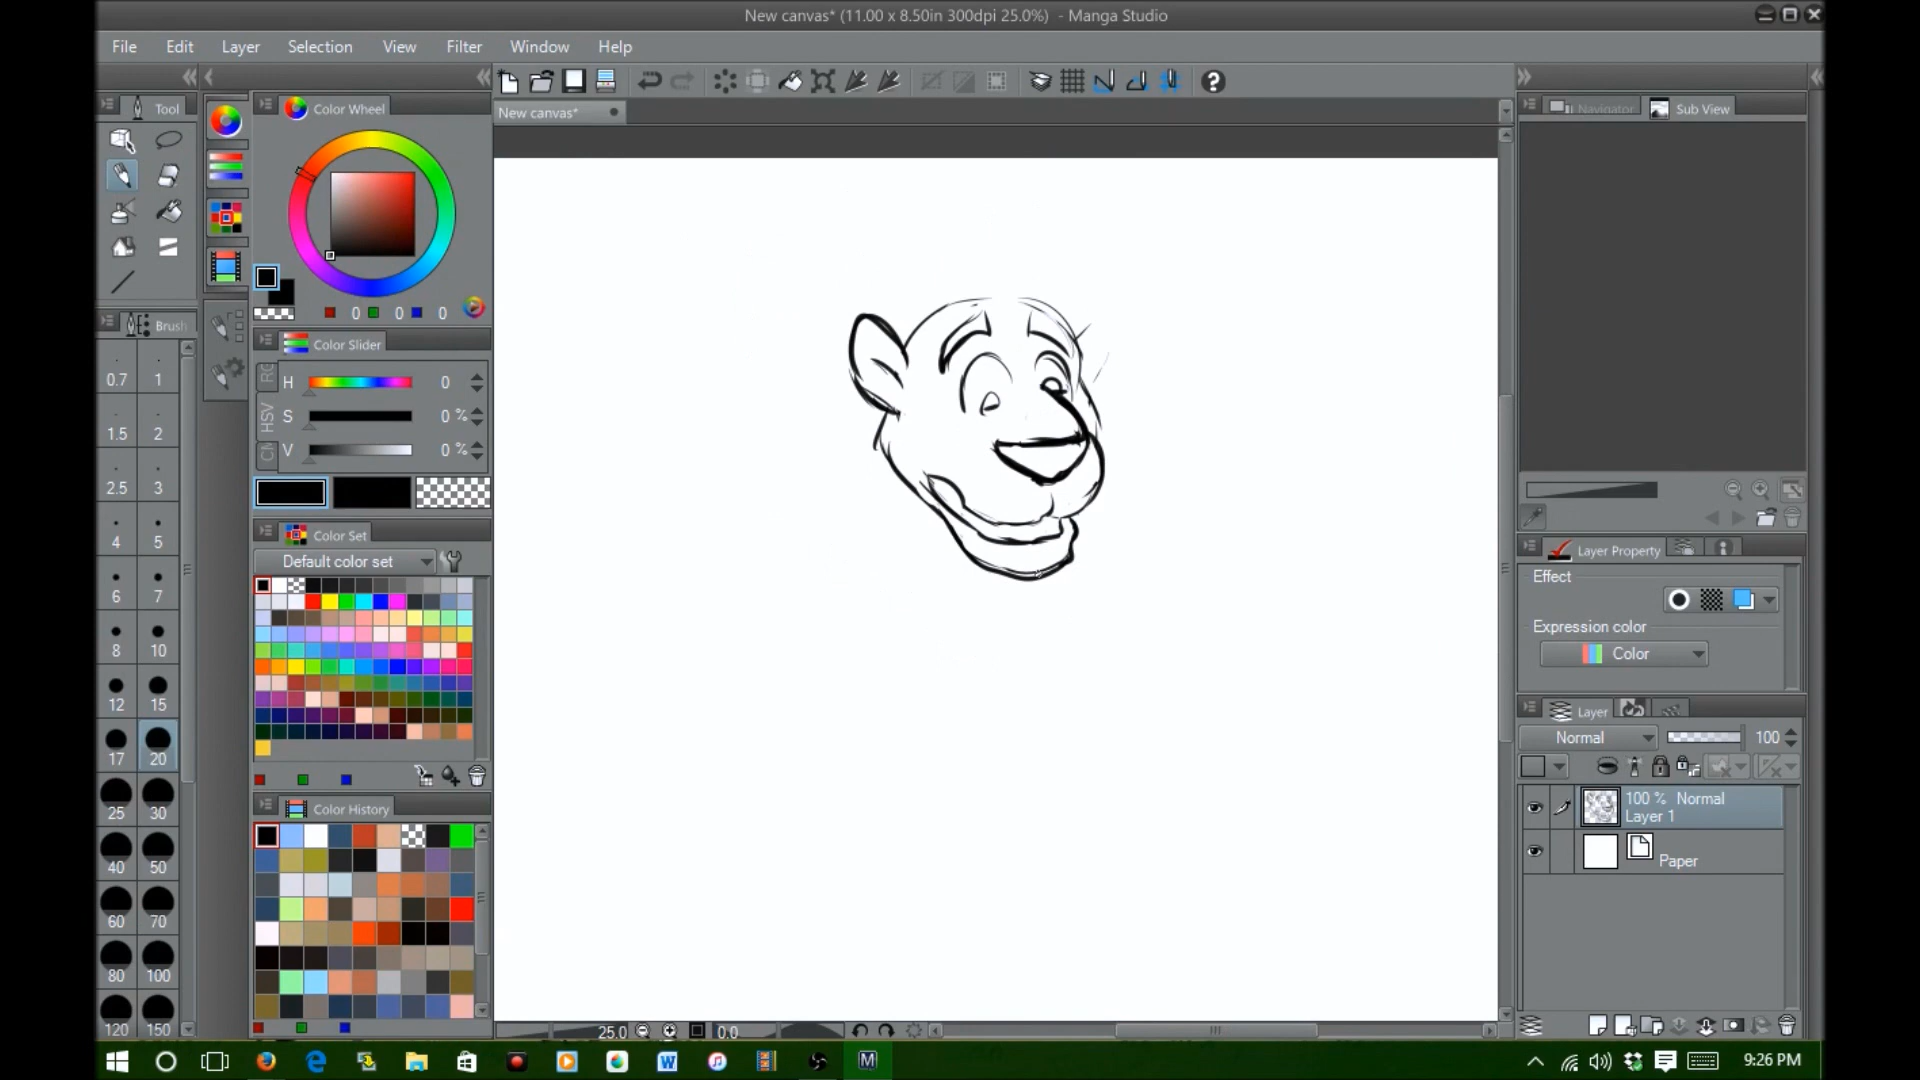 New canvas* (11.00 x 8.50in 300dpi 25.0%) - Manga Studio
File Edit Layer Selection View Filter Window Help
Tool
Color Wheel
New canvas*
Navigator Sub View
0 0 0
Brush
Color Slider
0.7 1
H 0
1.5 2
HSV S 0 %
V 0 %
2.5 3
4 5
Color Set
Default color set
6 7
8 10
12 15
17 20
25 30
Color History
40 50
60 70
80 100
120 150
Layer Property
Effect
Expression color
Color
Layer
Normal 100
100 % Normal
Layer 1
Paper
25.0 0.0
9:26 PM